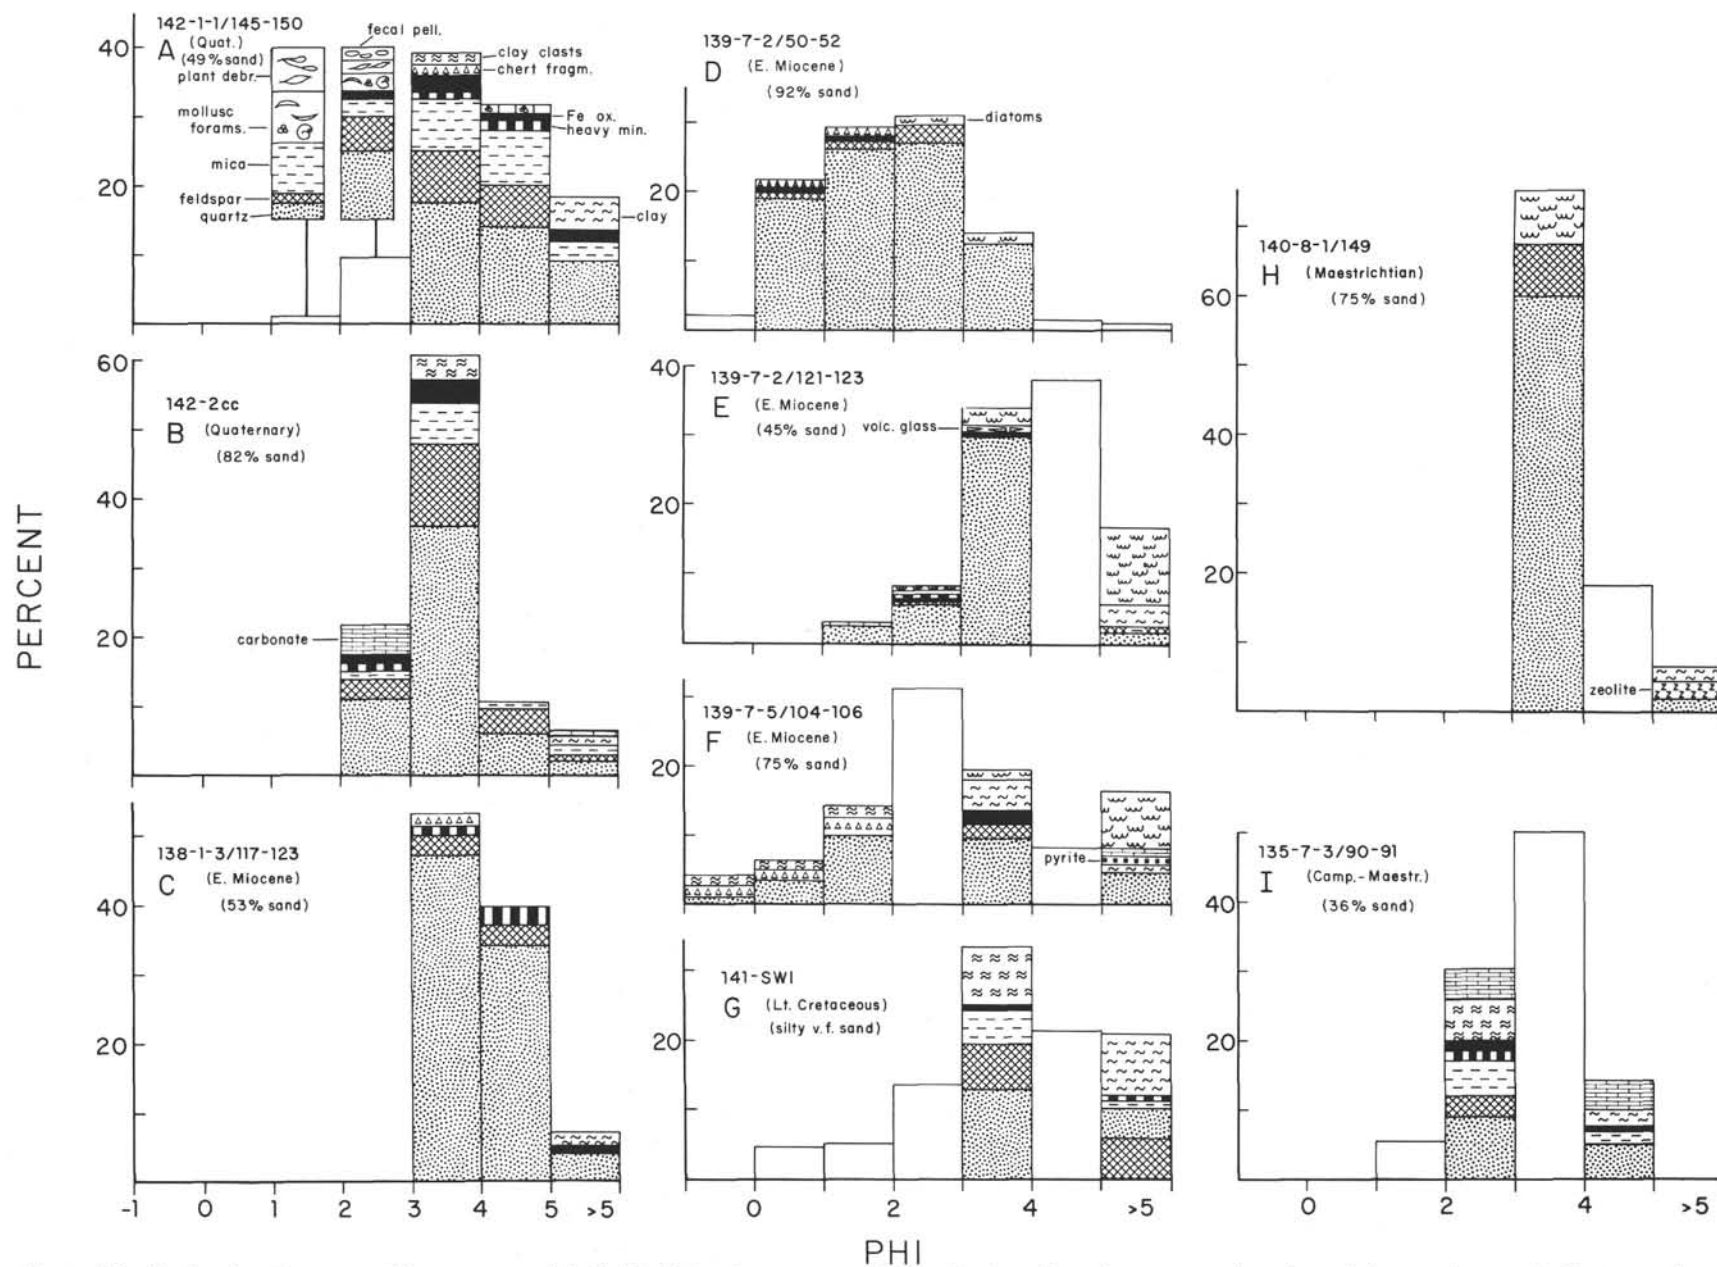 PERCENT
142-1-1/145-150
(Quat.)
A
(49% sand)
plant debr.
fecal pell.
mollusc
forams.
mica
feldspar
quartz
clay clasts
chert fragm.
Fe ox.
heavy min.
clay
40
20
142-2cc
B
(Quaternary)
(82% sand)
carbonate
60
40
20
138-1-3/117-123
(E. Miocene)
C
(53% sand)
40
20
-1 0 1 2 3 4 5 >5
139-7-2/50-52
(E. Miocene)
D
(92% sand)
diatoms
20
139-7-2/121-123
(E. Miocene)
E
(45% sand)
volc. glass
40
20
139-7-5/104-106
(E. Miocene)
F
(75% sand)
pyrite
20
141-SWI
G
(Lt. Cretaceous)
(silty v.f. sand)
20
0 2 4 >5
140-8-1/149
(Maestrichtian)
H
(75% sand)
zeolite
60
40
20
135-7-3/90-91
(Camp.-Maestr.)
I
(36% sand)
40
20
0 2 4 >5
PHI